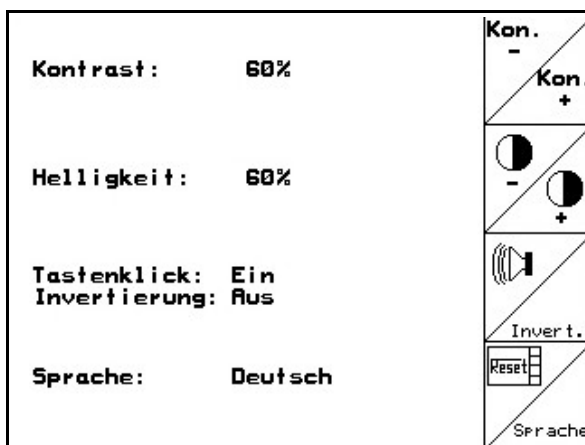 Kontrast: 60%
Helligkeit: 60%
Tastenklick: Ein
Invertierung: Aus
Sprache: Deutsch
Kon.
-
Kon.
+
-
+
Invert.
Reset
Sprache